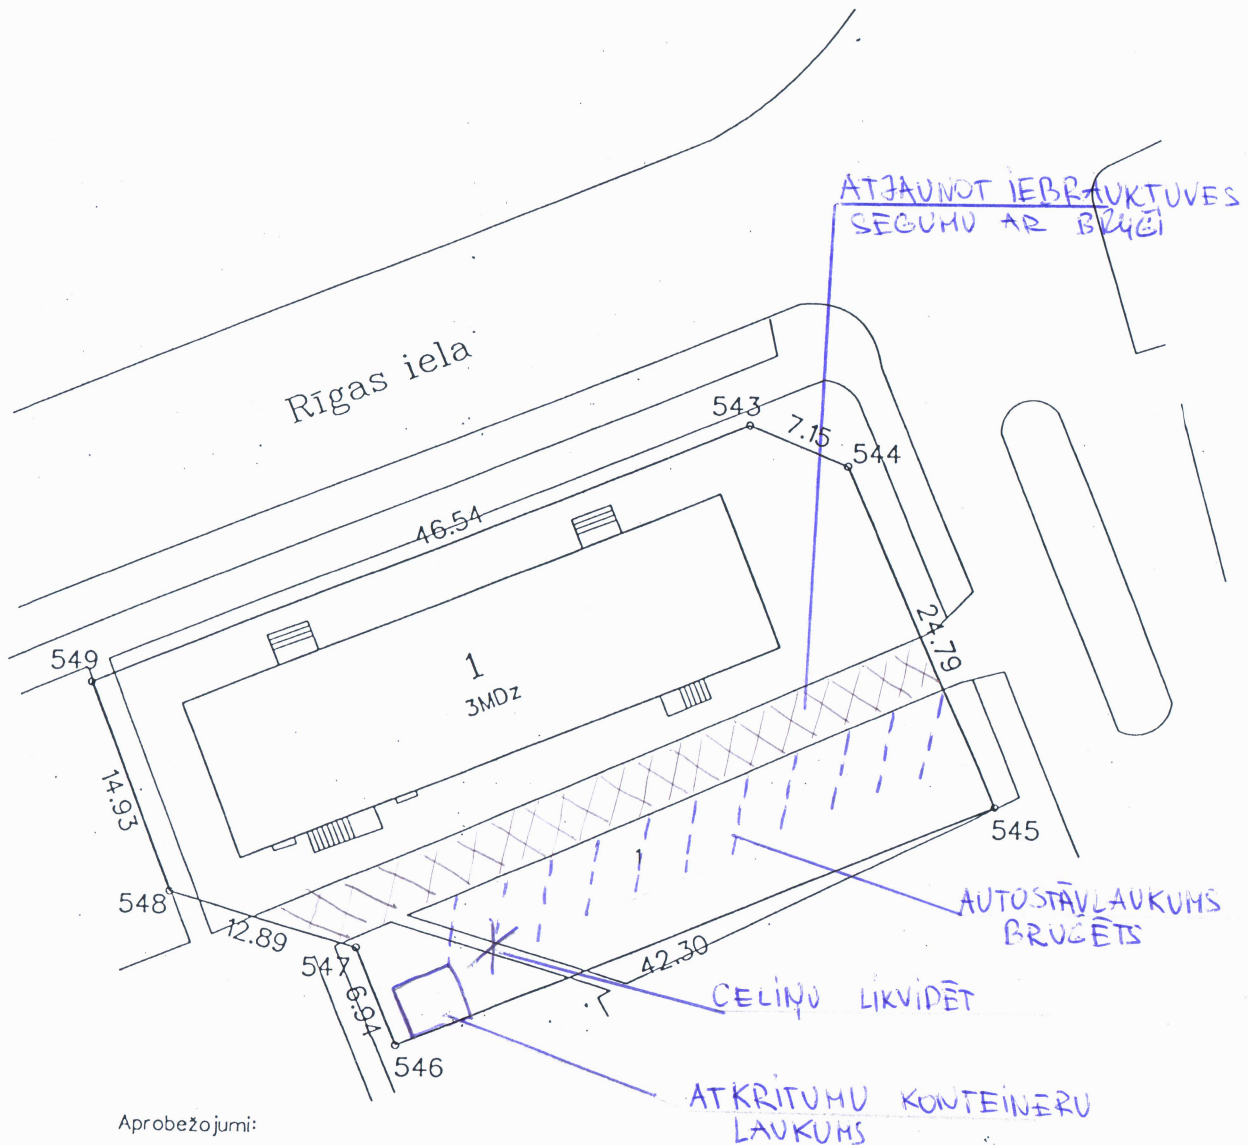 ATJAUNOT IEBRAUKTUVES
SEGUMU AR BRUĢI
Rīgas iela
543
7.15
544
46.54
549
1
3MDz
24.79
14.93
1
545
548
12.89
547
AUTOSTĀVLAUKUMS
BRUĢĒTS
42.30
6.94
CELIŅU LIKVIDĒT
546
ATKRITUMU KONTEINERU
LAUKUMS
Aprobežojumi: